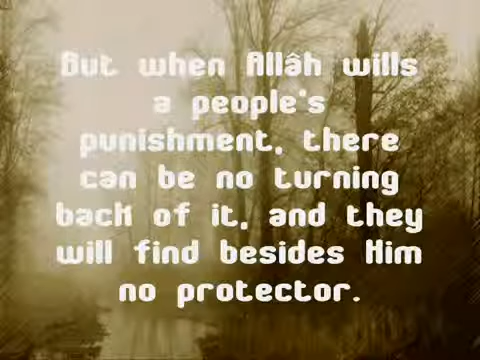 But when Allâh wills
a people's
punishment, there
can be no turning
back of it, and they
will find besides Him
no protector.